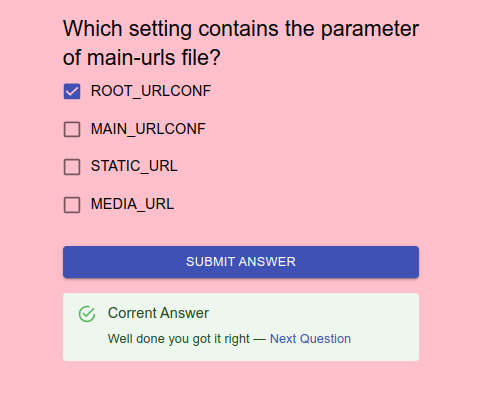 Which setting contains the parameter
of main-urls file?
ROOT_URLCONF
MAIN_URLCONF
STATIC_URL
MEDIA_URL
SUBMIT ANSWER
Corrent Answer
Well done you got it right — Next Question